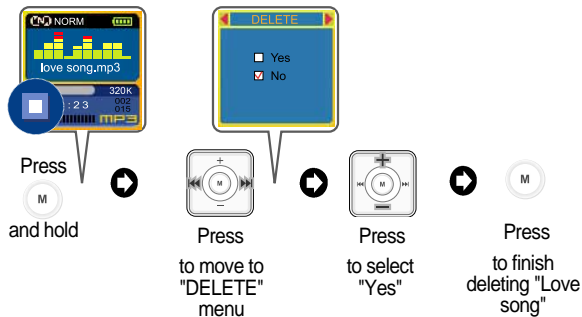 NORM
love song.mp3
320K
:23
002
015
MP3
DELETE
Yes
No
Press
M
and hold
+
M
−
Press
to move to
"DELETE"
menu
M
Press
to select
"Yes"
M
Press
to finish
deleting "Love
song"